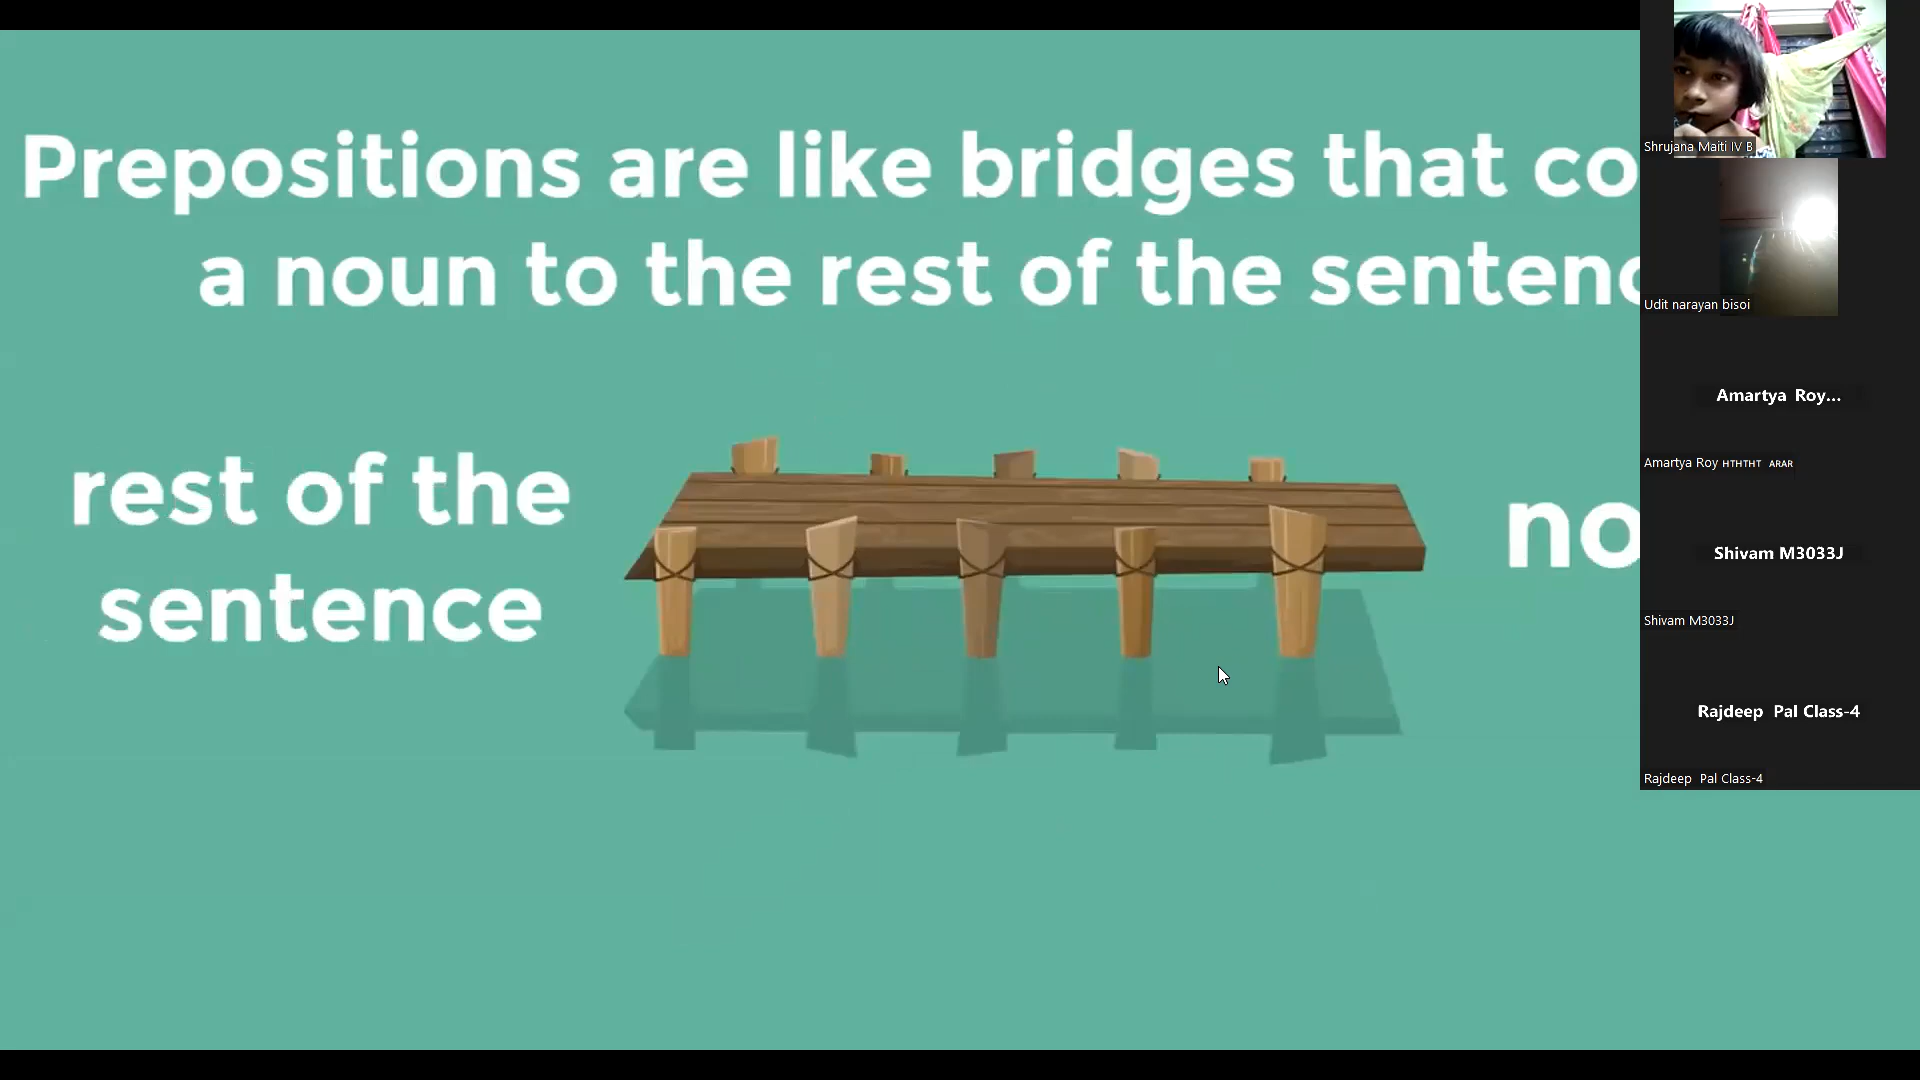 Prepositions are like bridges that co
a noun to the rest of the sentenc
rest of the
sentence
no
Shrujana Maiti IV B
Udit narayan bisoi
Amartya Roy...
Amartya Roy ʜᴛʜᴛʜᴛ ᴀʀᴀʀ
Shivam M3033J
Shivam M3033J
Rajdeep Pal Class-4
Rajdeep Pal Class-4